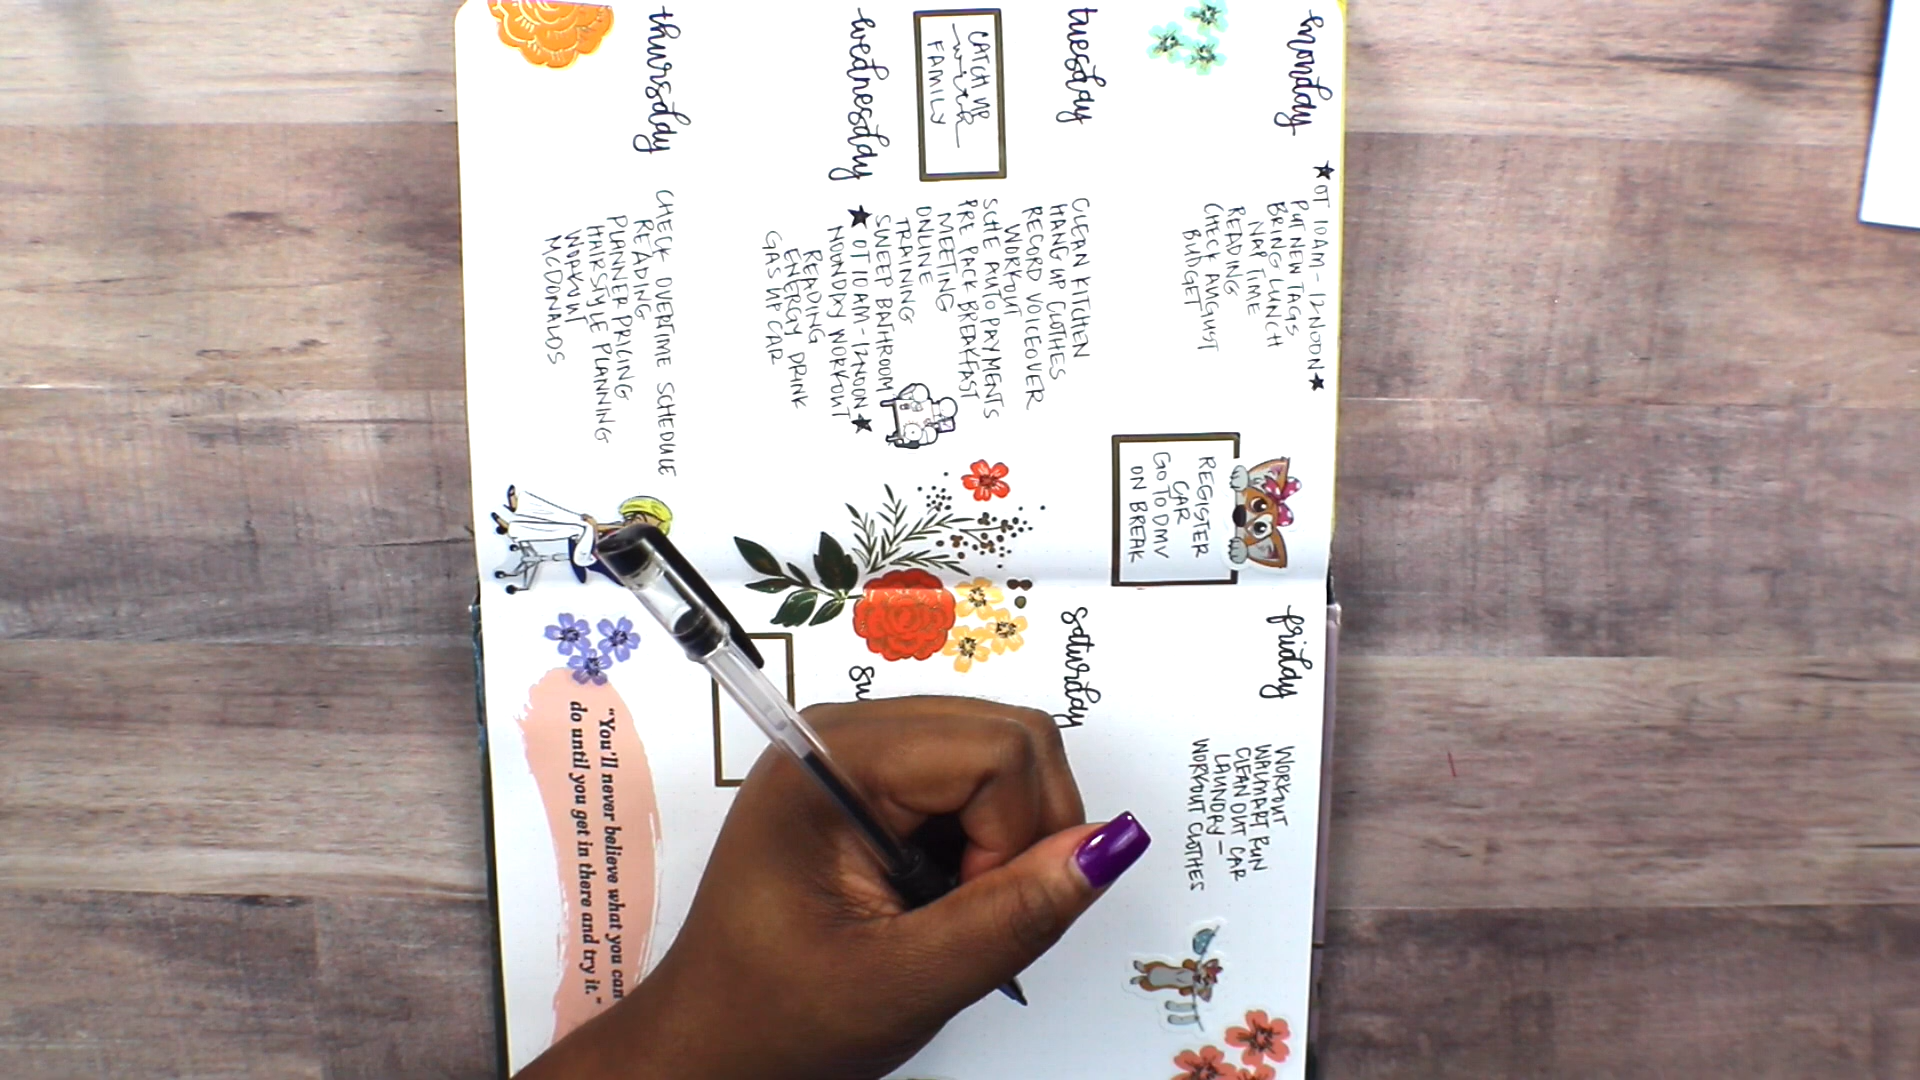 monday
★OT 10AM-12NOON★
PUT NEW TAGS
BRING LUNCH
NAP TIME
READING
CHECK AUGUST
BUDGET
REGISTER
CAR
GO TO DMV
ON BREAK
tuesday
CLEAN KITCHEN
HANG UP CLOTHES
RECORD VOICEOVER
WORKOUT
SCHE AUTO PAYMENTS
PRE PACK BREAKFAST
MEETING
ONLINE
TRAINING
CATCH UP
with
FAMILY
wednesday
★ OT 10AM-12NOON★
SWEEP BATHROOM
NOONDAY WORKOUT
READING
ENERGY DRINK
GAS UP CAR
thursday
CHECK OVERTIME SCHEDULE
READING
PLANNER PRICING
HAIRSTYLE PLANNING
WORKOUT
MCDONALDS
friday
WORKOUT
WALMART RUN
CLEAN OUT CAR
LAUNDRY -
WORKOUT CLOTHES
saturday
su
"You'll never believe what you can
do until you get in there and try it."